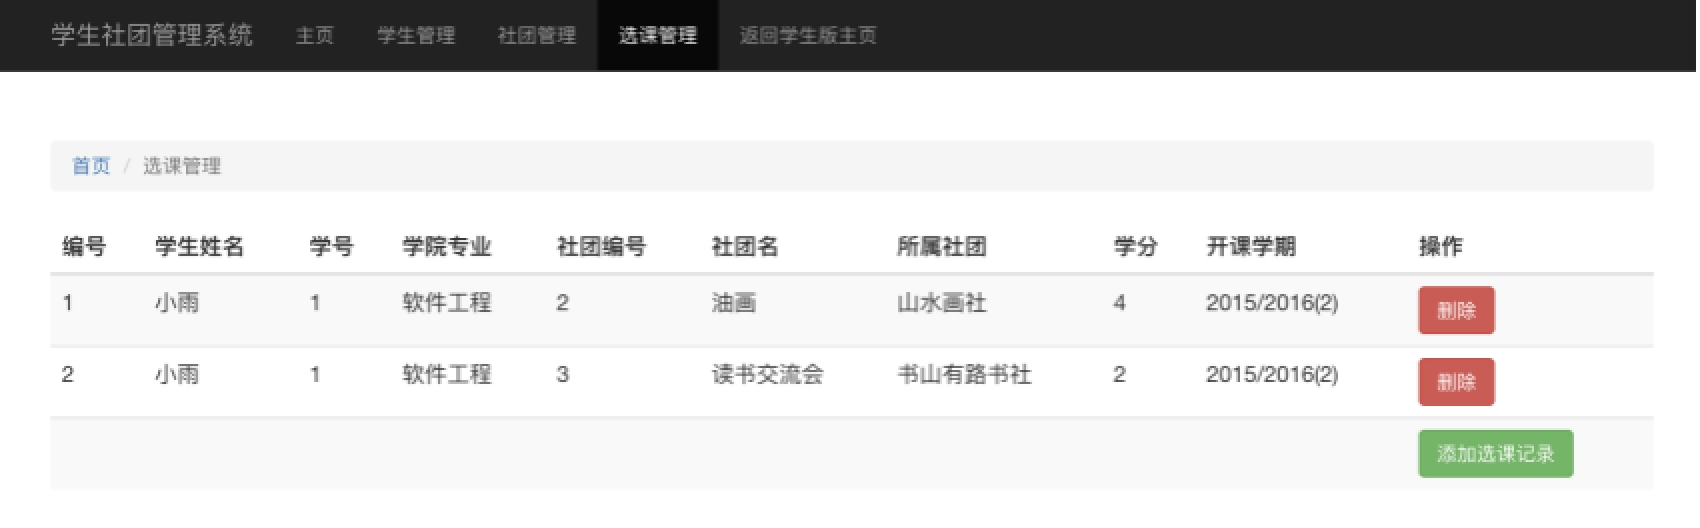 学生社团管理系统 主页 学生管理 社团管理 选课管理 返回学生版主页
首页 / 选课管理
编号 学生姓名 学号 学院专业 社团编号 社团名 所属社团 学分 开课学期 操作
1 小雨 1 软件工程 2 油画 山水画社 4 2015/2016(2) 删除
2 小雨 1 软件工程 3 读书交流会 书山有路书社 2 2015/2016(2) 删除
添加选课记录